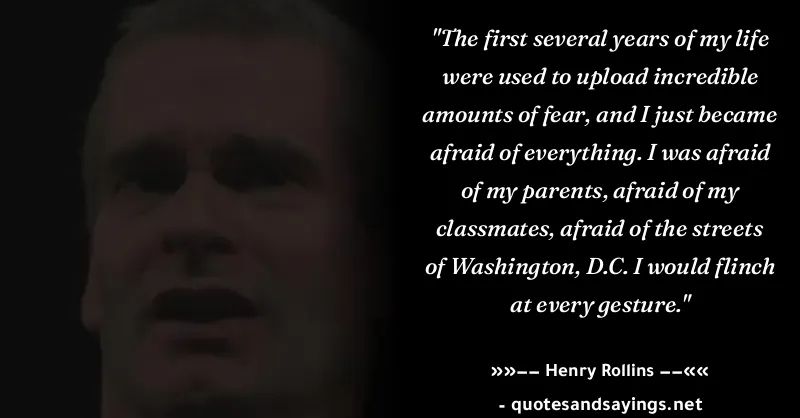 "The first several years of my life
were used to upload incredible
amounts of fear, and I just became
afraid of everything. I was afraid
of my parents, afraid of my
classmates, afraid of the streets
of Washington, D.C. I would flinch
at every gesture."
»»-- Henry Rollins --««
- quotesandsayings.net